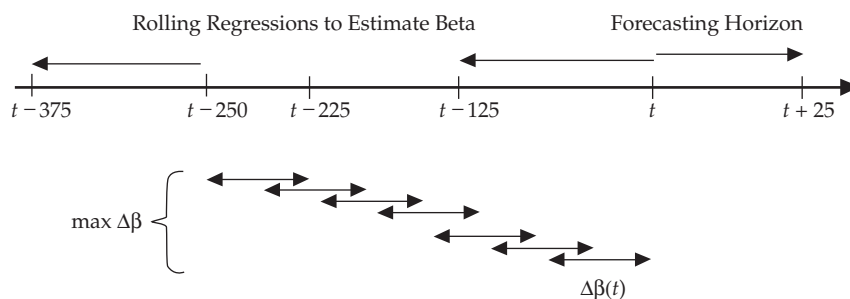 Rolling Regressions to Estimate Beta Forecasting Horizon
t − 375 t − 250 t − 225 t − 125 t t + 25
max Δβ
Δβ(t)